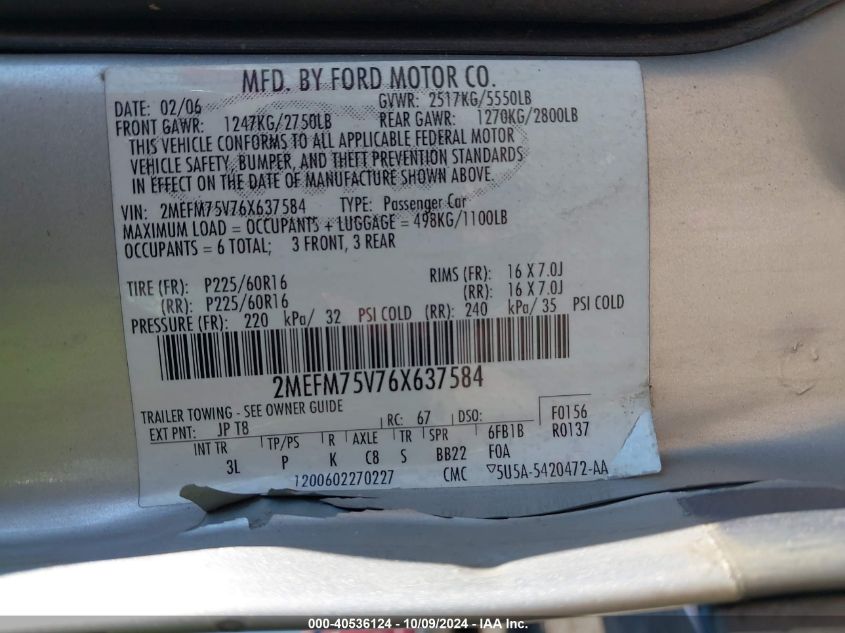 MFD. BY FORD MOTOR CO.
DATE: 02/06 GVWR: 2517KG/5550LB
FRONT GAWR: 1247KG/2750LB REAR GAWR: 1270KG/2800LB
THIS VEHICLE CONFORMS TO ALL APPLICABLE FEDERAL MOTOR
VEHICLE SAFETY, BUMPER, AND THEFT PREVENTION STANDARDS
IN EFFECT ON THE DATE OF MANUFACTURE SHOWN ABOVE.
VIN: 2MEFM75V76X637584 TYPE: Passenger Car
MAXIMUM LOAD = OCCUPANTS + LUGGAGE = 498KG/1100LB
OCCUPANTS = 6 TOTAL; 3 FRONT, 3 REAR
TIRE (FR): P225/60R16 RIMS (FR): 16 X 7.0J
(RR): P225/60R16 (RR): 16 X 7.0J
PRESSURE (FR): 220 kPa/ 32 PSI COLD (RR): 240 kPa/ 35 PSI COLD
2MEFM75V76X637584
TRAILER TOWING - SEE OWNER GUIDE
EXT PNT: JP T8 RC: 67 DSO: F0156
INT TR TP/PS R AXLE TR SPR 6FB1B R0137
3L P K C8 S BB22 F0A
1200602270227 CMC ▽5U5A-5420472-AA
000-40536124 - 10/09/2024 - IAA Inc.